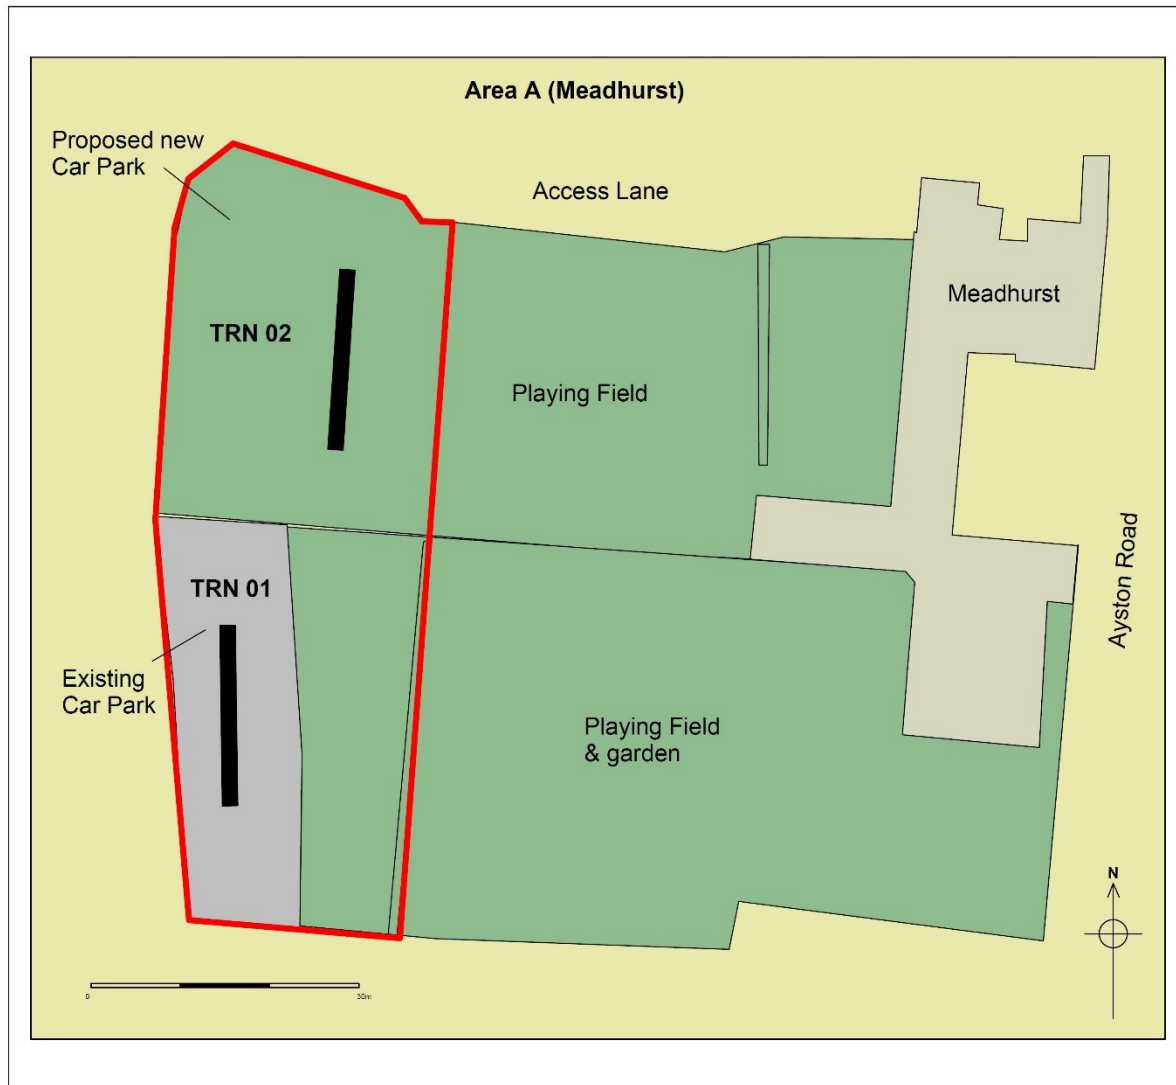 Area A (Meadhurst)
Proposed new
Car Park
Access Lane
Meadhurst
TRN 02
Playing Field
Ayston Road
TRN 01
Existing
Car Park
Playing Field
& garden
N
0
30m